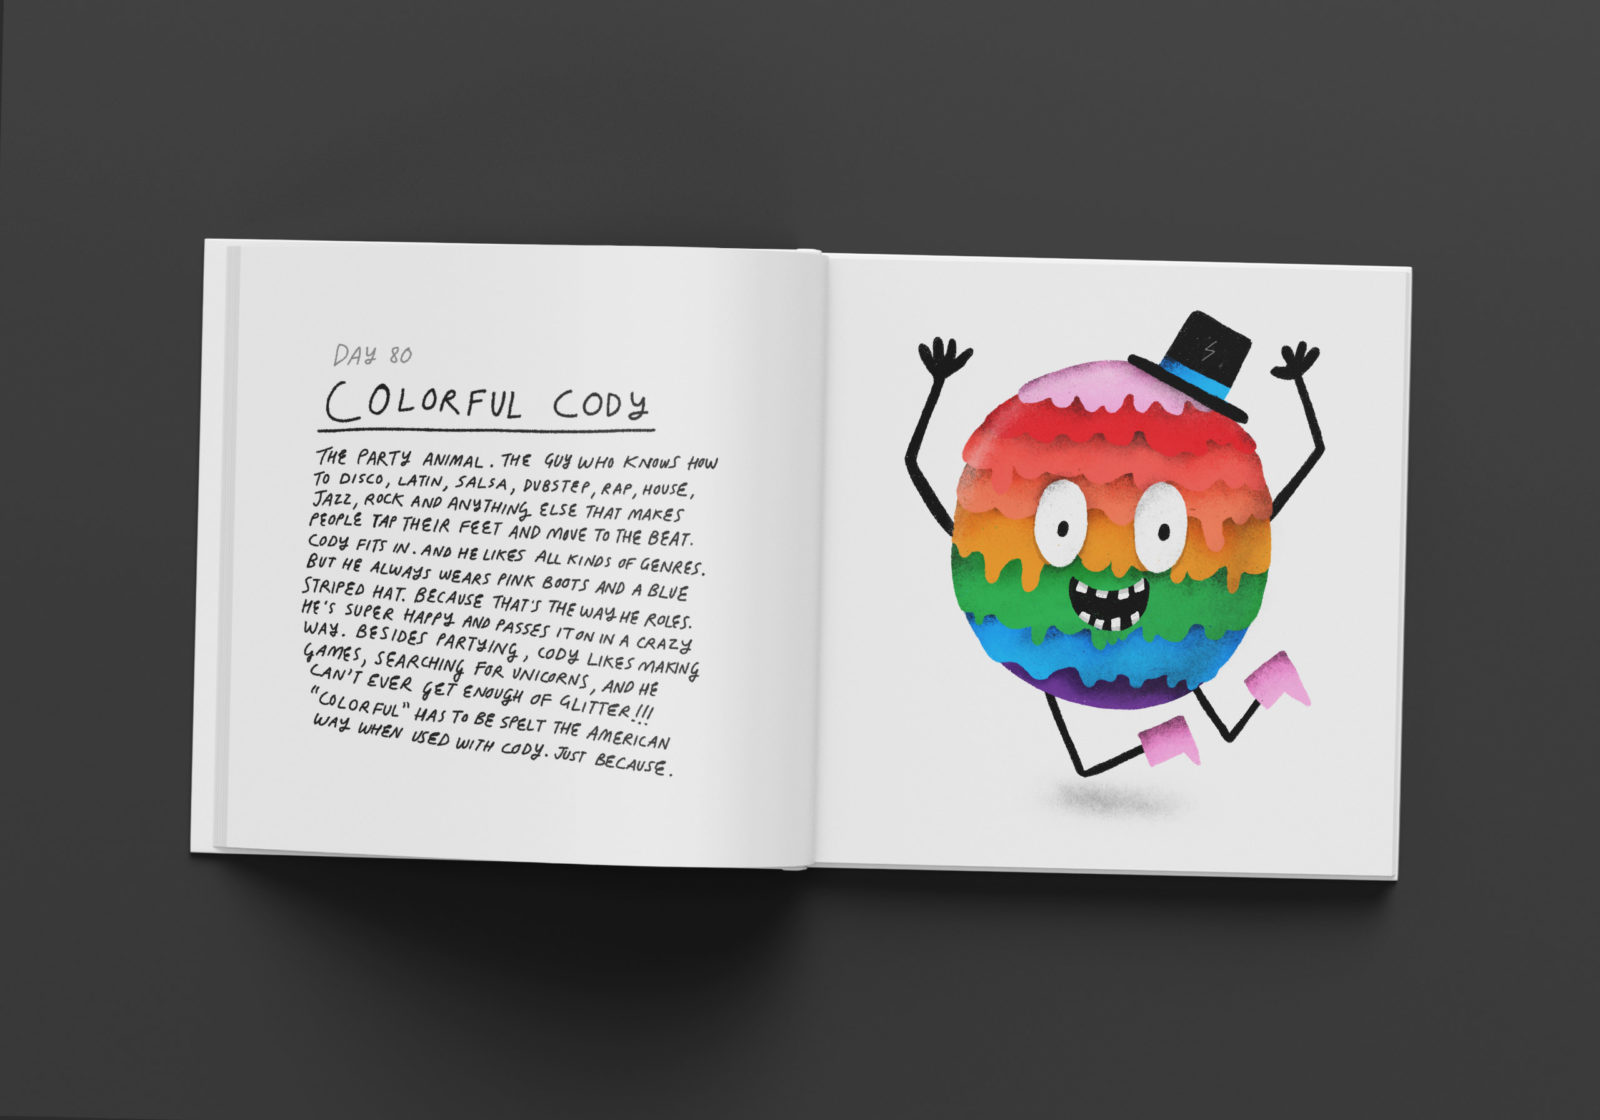 DAY 80
COLORFUL CODY
THE PARTY ANIMAL. THE GUY WHO KNOWS HOW
TO DISCO, LATIN, SALSA, DUBSTEP, RAP, HOUSE,
JAZZ, ROCK AND ANYTHING ELSE THAT MAKES
PEOPLE TAP THEIR FEET AND MOVE TO THE BEAT.
CODY FITS IN. AND HE LIKES ALL KINDS OF GENRES.
BUT HE ALWAYS WEARS PINK BOOTS AND A BLUE
STRIPED HAT. BECAUSE THAT'S THE WAY HE ROLES.
HE'S SUPER HAPPY AND PASSES IT ON IN A CRAZY
WAY. BESIDES PARTYING, CODY LIKES MAKING
GAMES, SEARCHING FOR UNICORNS, AND HE
CAN'T EVER GET ENOUGH OF GLITTER!!!
"COLORFUL" HAS TO BE SPELT THE AMERICAN
WAY WHEN USED WITH CODY. JUST BECAUSE.